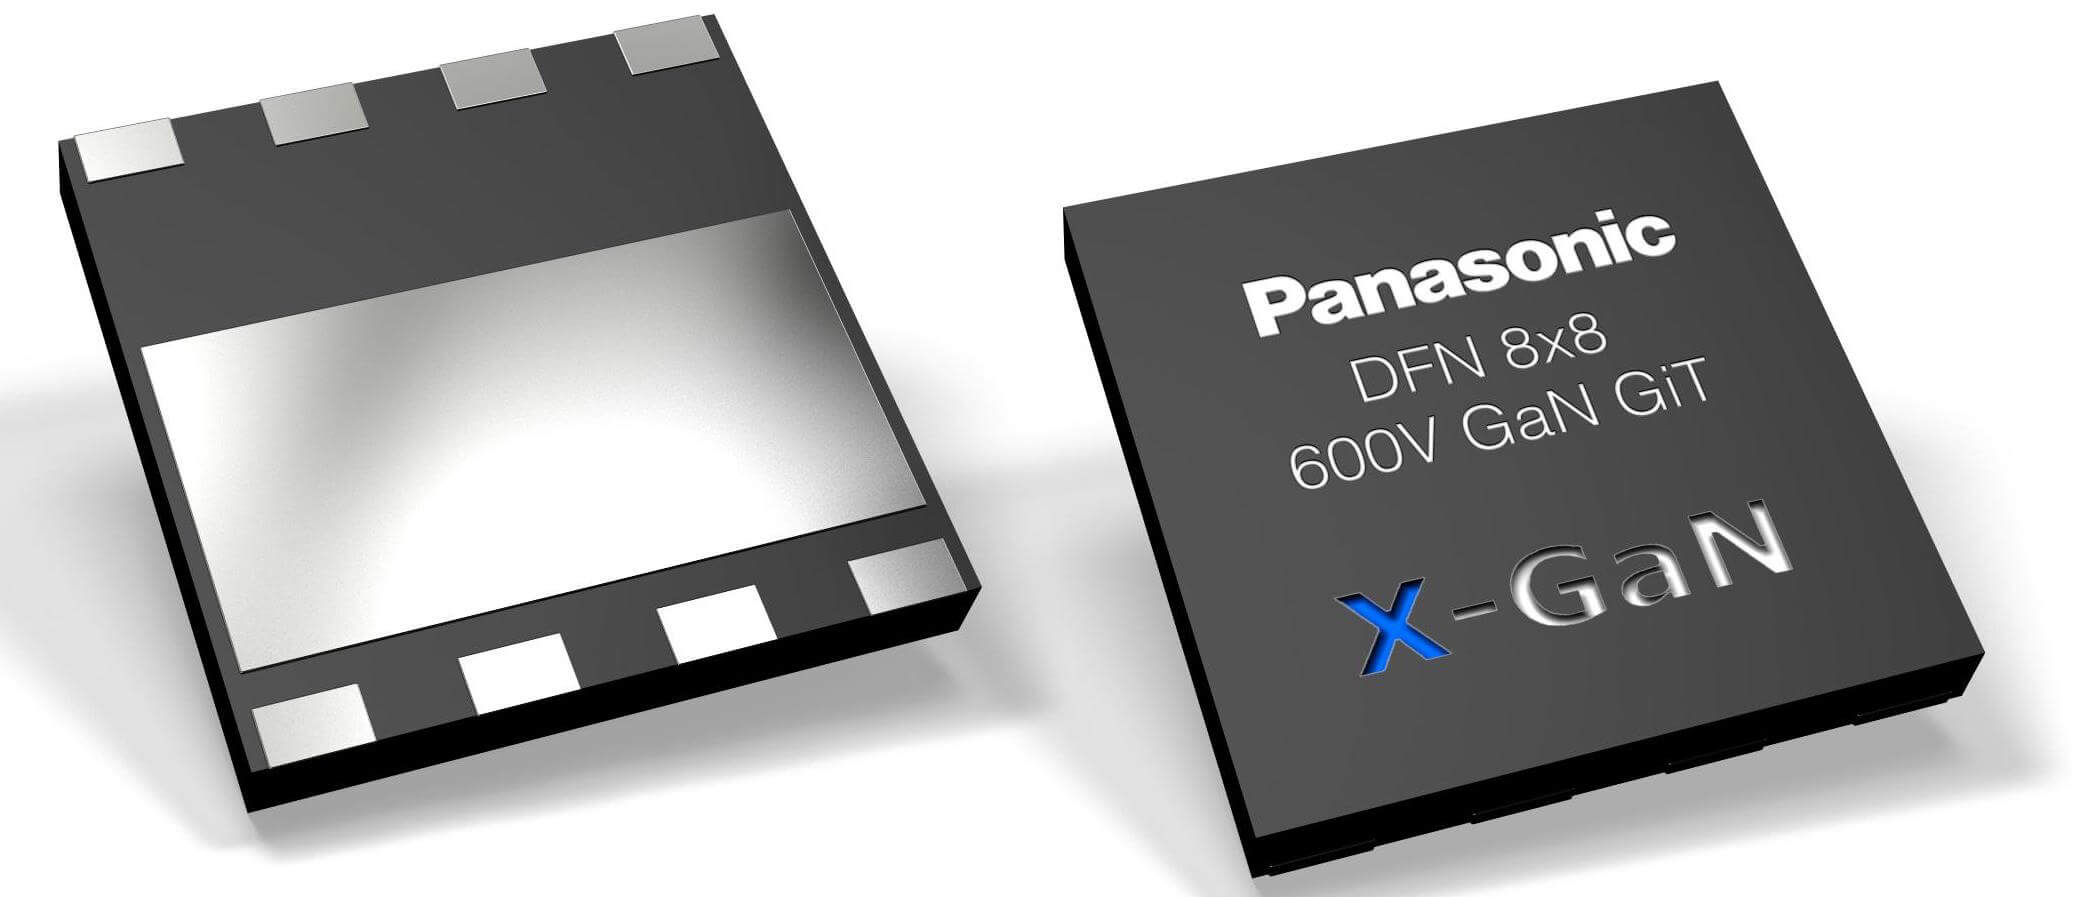 Panasonic
DFN 8x8
600V GaN GiT
X-GaN